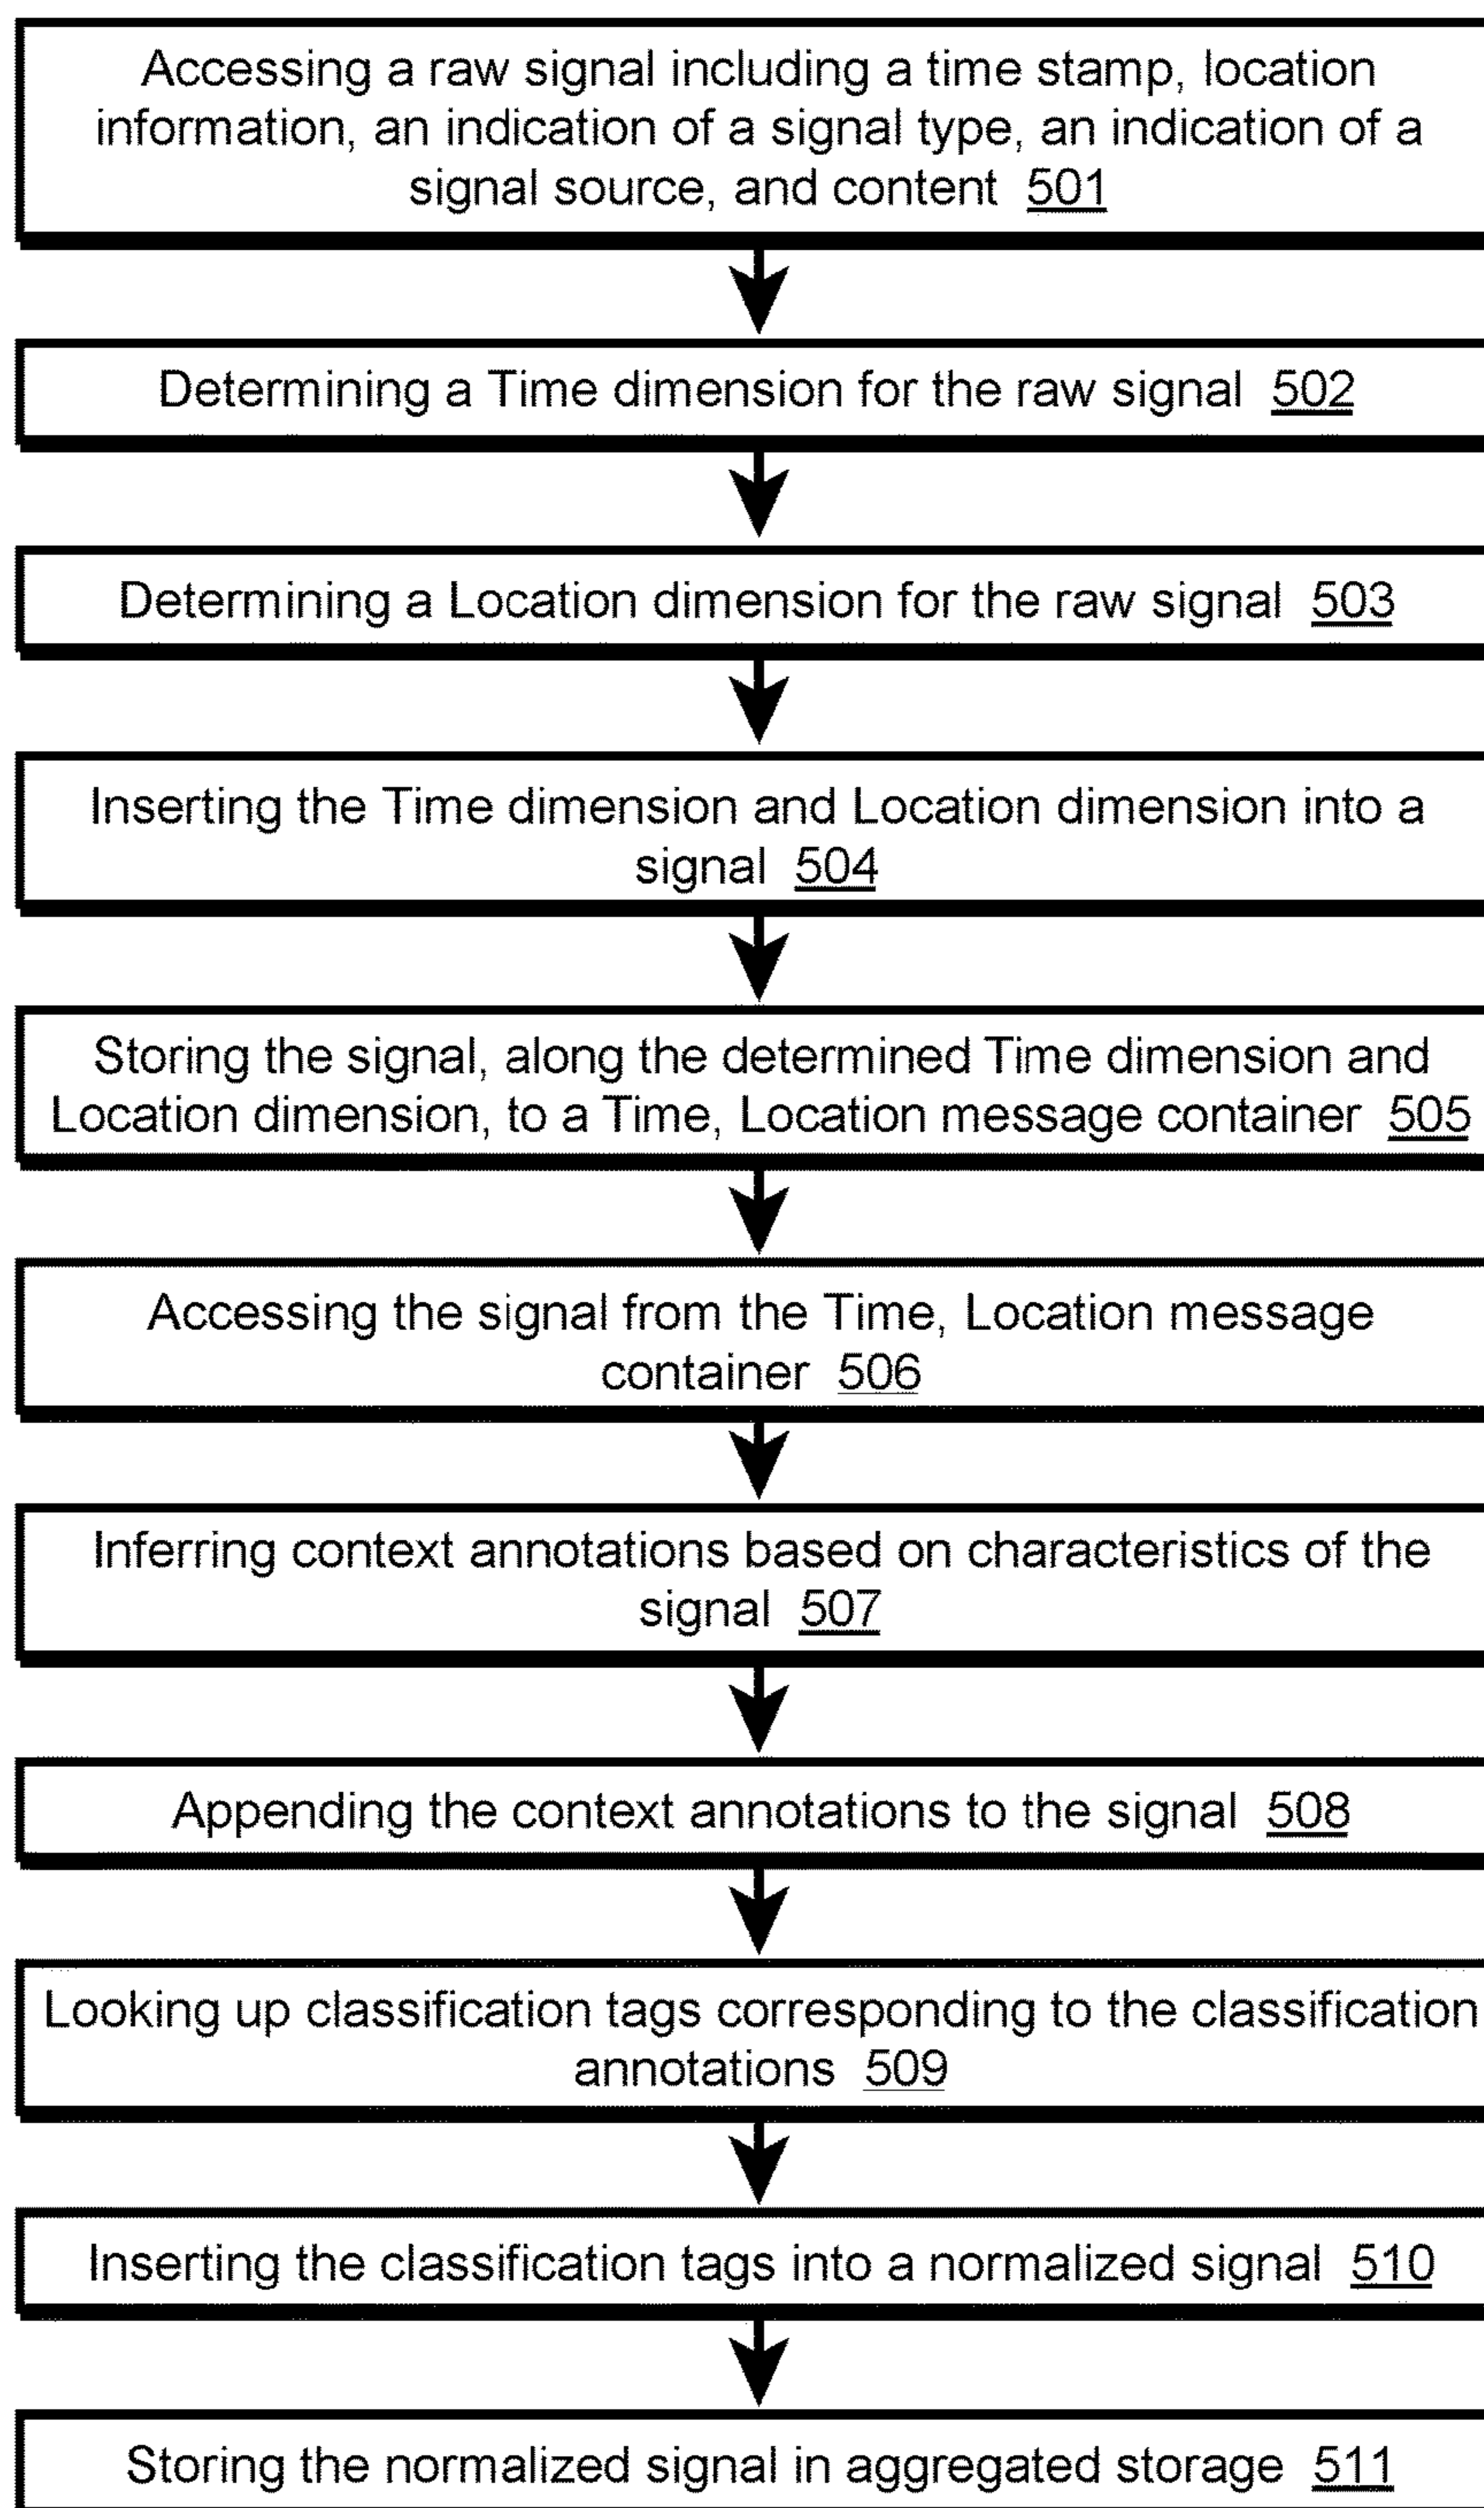 Accessing a raw signal including a time stamp, location
information, an indication of a signal type, an indication of a
signal source, and content 501
Determining a Time dimension for the raw signal 502
Determining a Location dimension for the raw signal 503
Inserting the Time dimension and Location dimension into a
signal 504
Storing the signal, along the determined Time dimension and
Location dimension, to a Time, Location message container 505
Accessing the signal from the Time, Location message
container 506
Inferring context annotations based on characteristics of the
signal 507
Appending the context annotations to the signal 508
Looking up classification tags corresponding to the classification
annotations 509
Inserting the classification tags into a normalized signal 510
Storing the normalized signal in aggregated storage 511